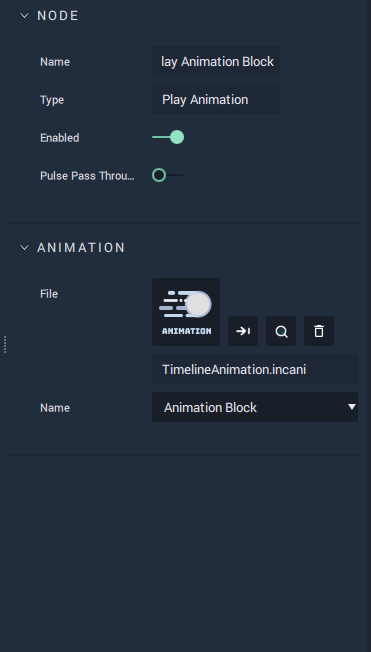 NODE
Name
lay Animation Block
Type
Play Animation
Enabled
Pulse Pass Throu...
ANIMATION
File
ANIMATION
TimelineAnimation.incani
Name
Animation Block